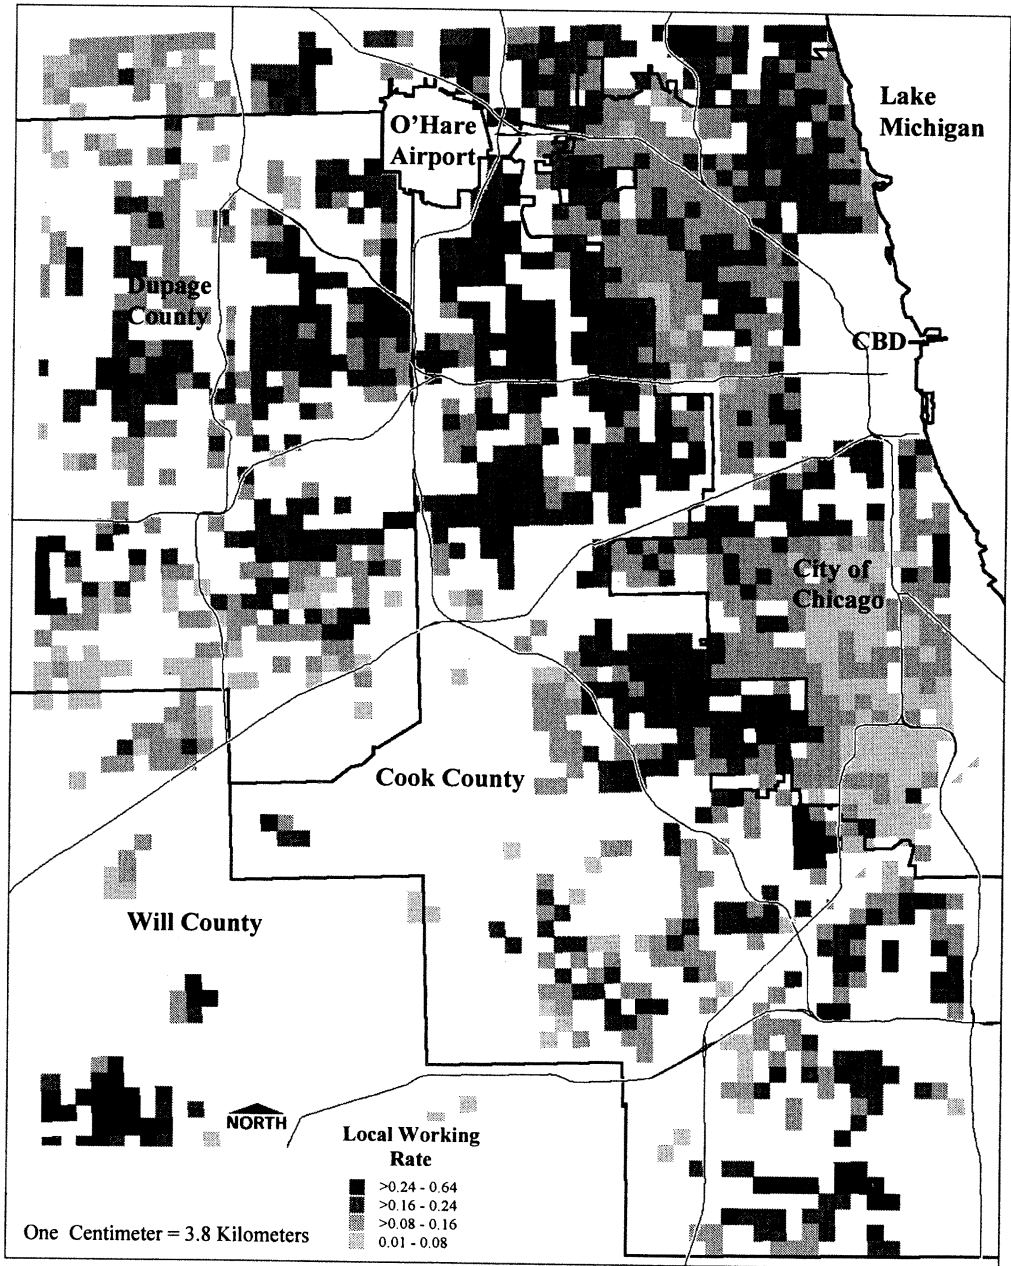 Lake
Michigan
O'Hare
Airport
Dupage
County
CBD
City of
Chicago
Cook County
Will County
NORTH
Local Working
Rate
>0.24 - 0.64
>0.16 - 0.24
>0.08 - 0.16
0.01 - 0.08
One Centimeter = 3.8 Kilometers